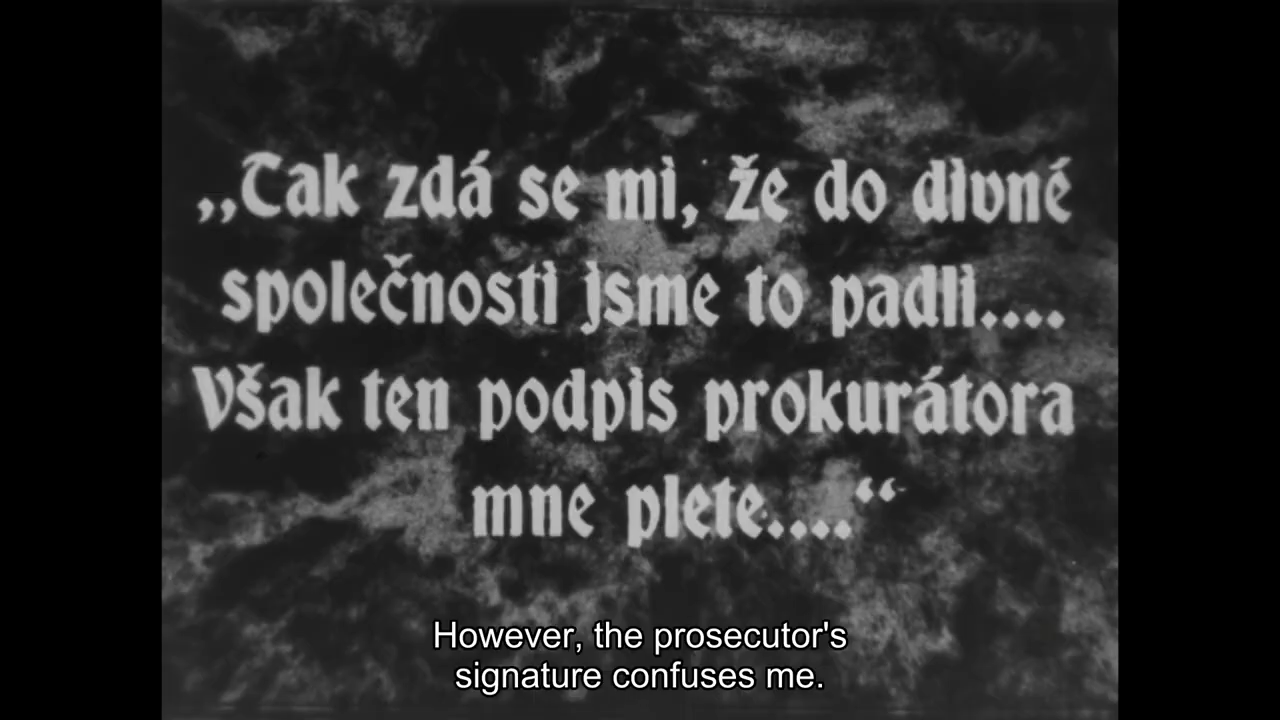 „Tak zdá se mi, že do divné
společnosti jsme to padli....
Však ten podpis prokurátora
mne plete....“
However, the prosecutor's
signature confuses me.